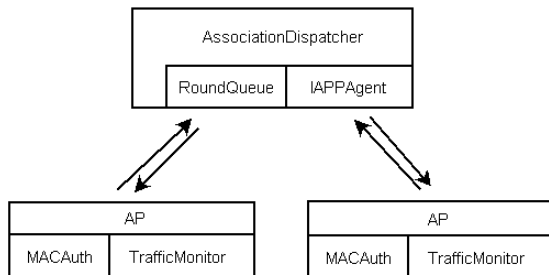 AssociationDispatcher
RoundQueue IAPPAgent
AP AP
MACAuth TrafficMonitor MACAuth TrafficMonitor